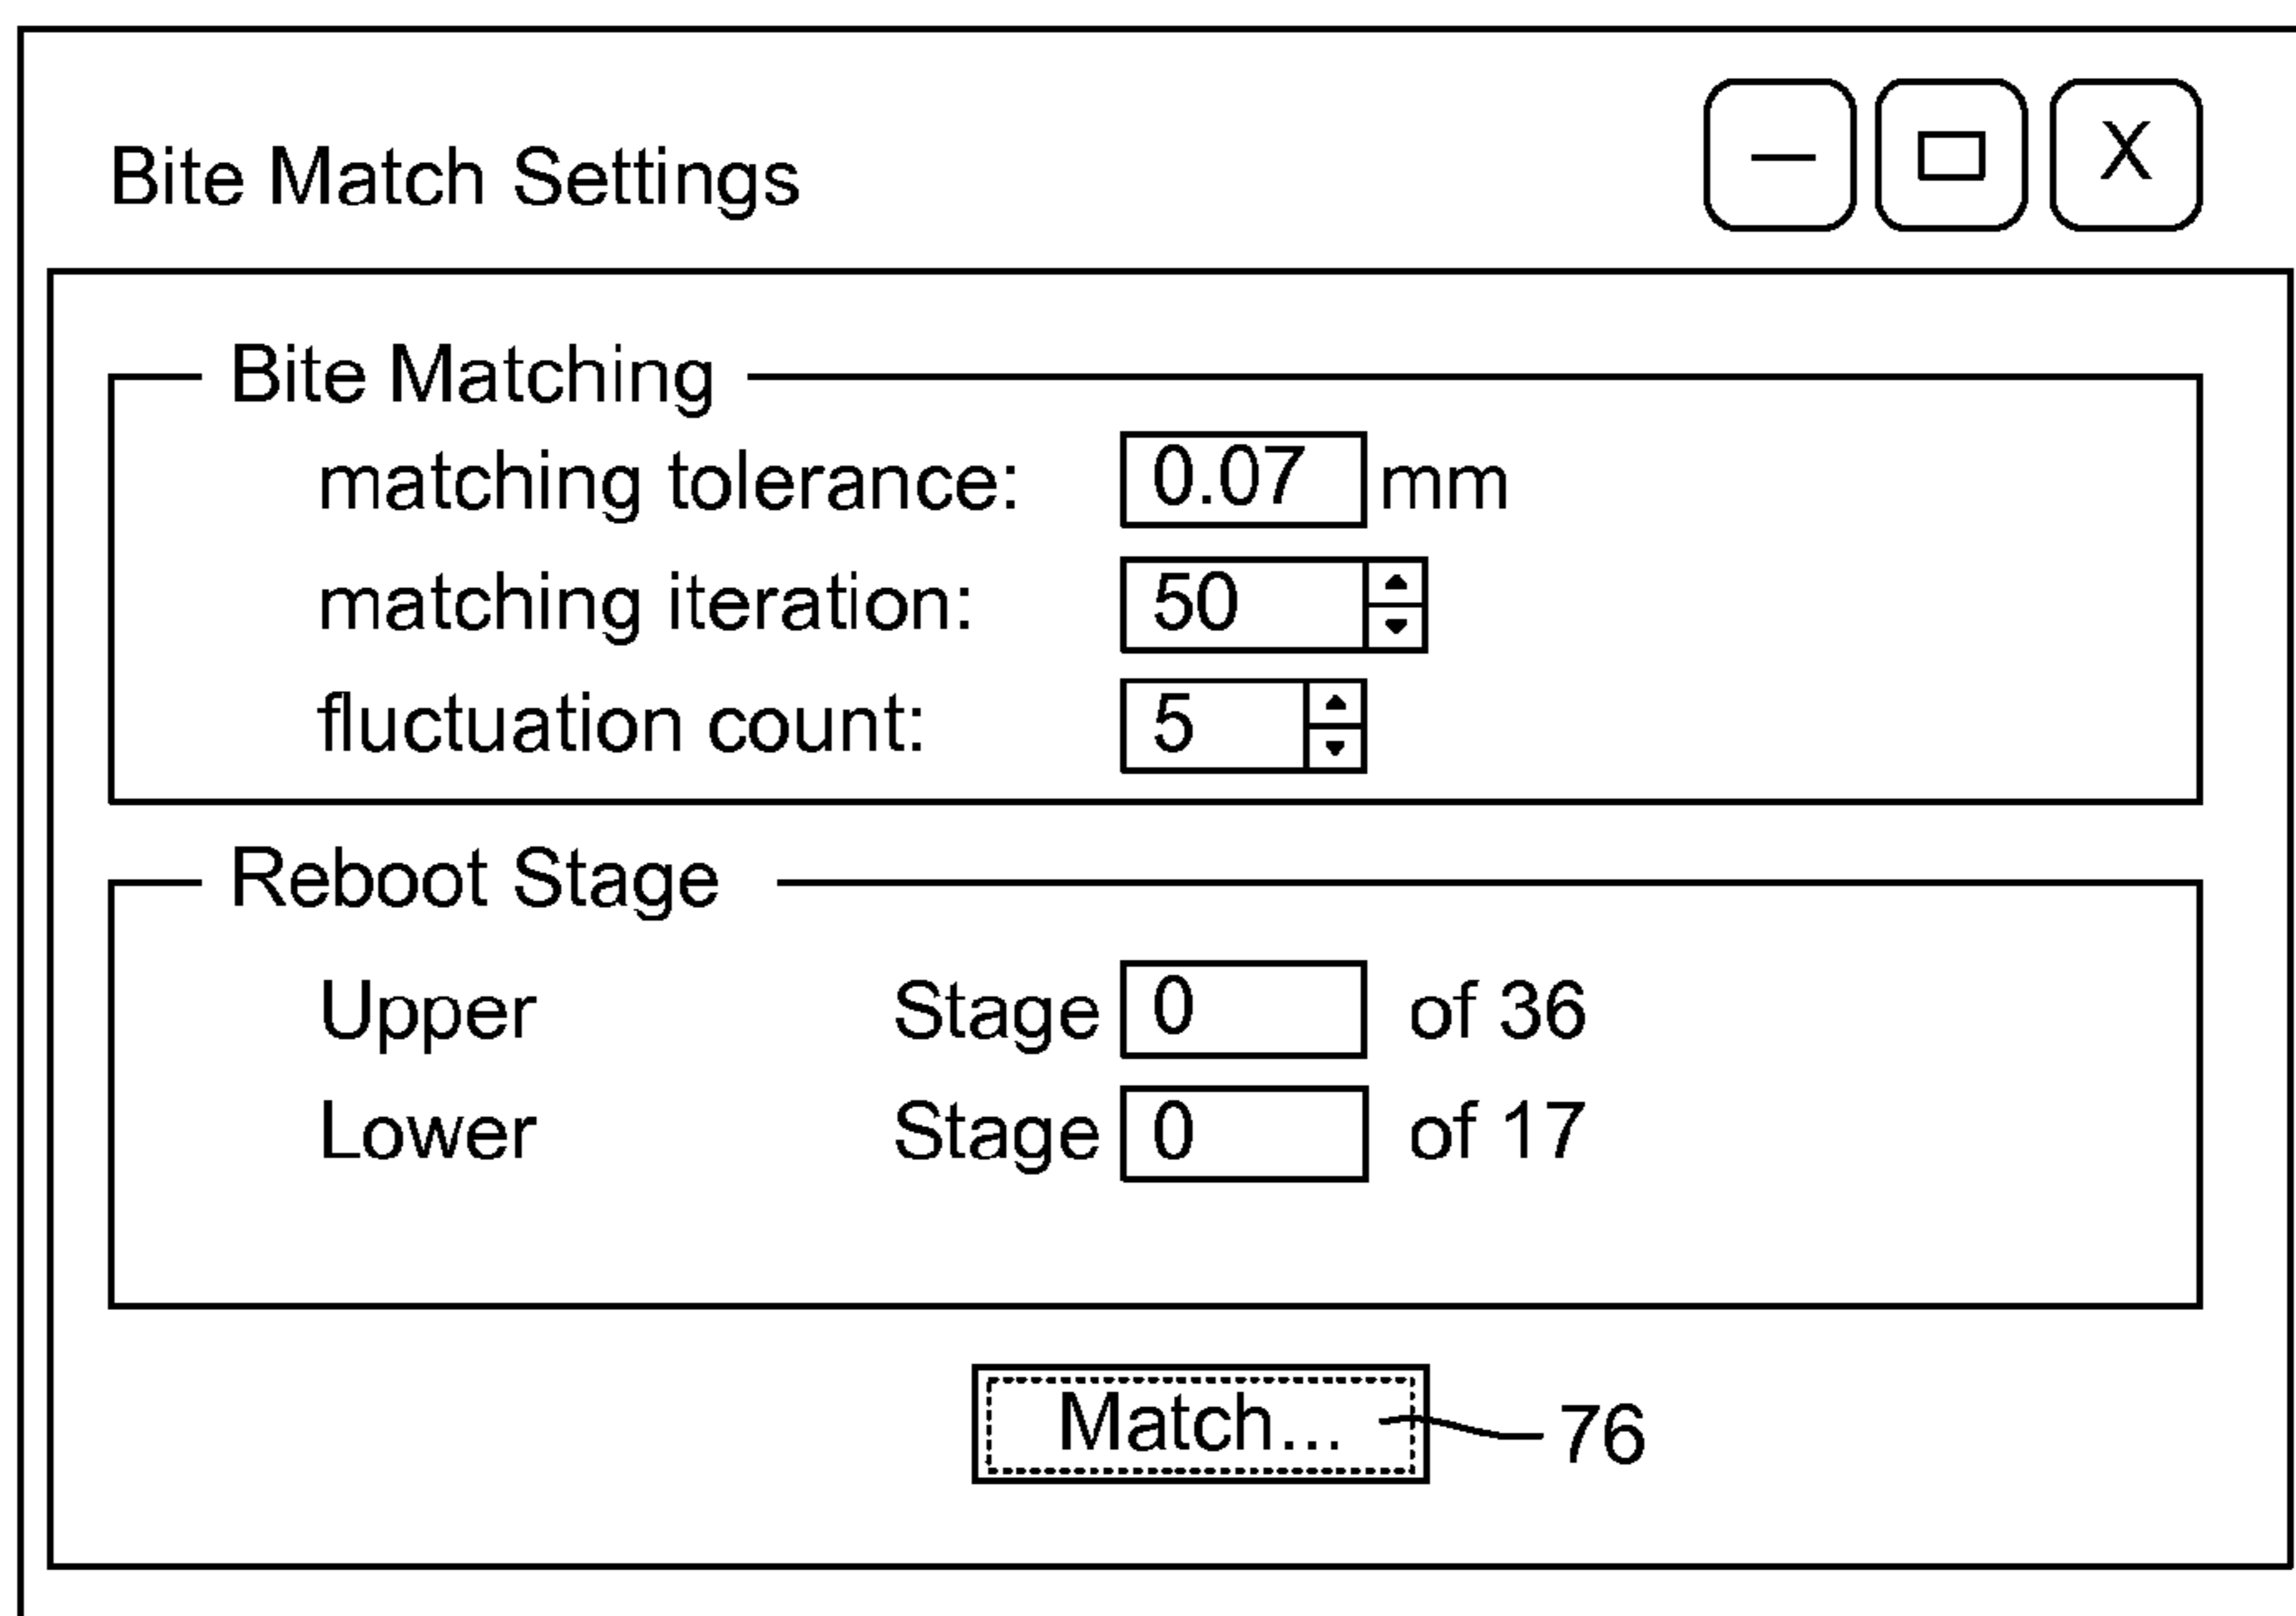 Bite Match Settings
X
Bite Matching
matching tolerance: 0.07 mm
matching iteration: 50
fluctuation count: 5
Reboot Stage
Upper Stage 0 of 36
Lower Stage 0 of 17
Match... 76